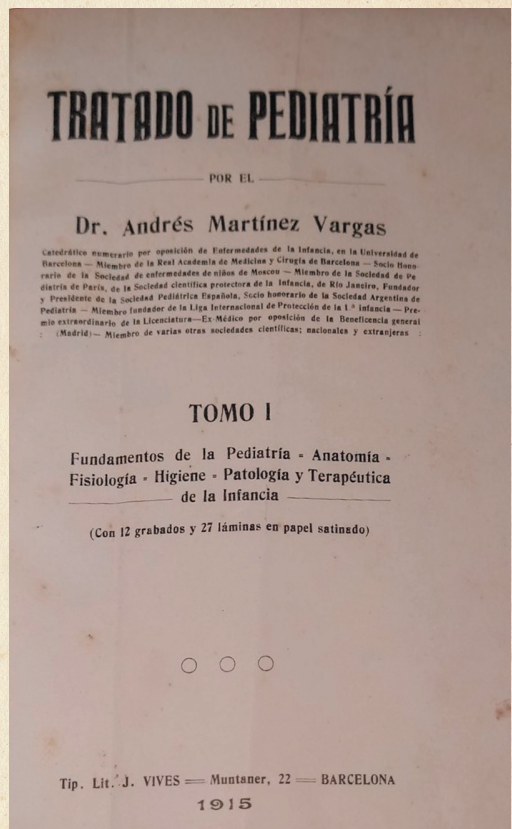 TRATADO DE PEDIATRÍA
POR EL
Dr. Andrés Martínez Vargas
Catedrático numerario por oposición de Enfermedades de la Infancia, en la Universidad de
Barcelona — Miembro de la Real Academia de Medicina y Cirugía de Barcelona — Socio Hono-
rario de la Sociedad de enfermedades de niños de Moscou — Miembro de la Sociedad de Pe
diatría de París, de la Sociedad científica protectora de la Infancia, de Río Janeiro, Fundador
y Presidente de la Sociedad Pediátrica Española, Socio honorario de la Sociedad Argentina de
Pediatría — Miembro fundador de la Liga Internacional de Protección de la 1.ª infancia — Pre-
mio extraordinario de la Licenciatura — Ex-Médico por oposición de la Beneficencia general
: (Madrid) — Miembro de varias otras sociedades científicas; nacionales y extranjeras :
TOMO I
Fundamentos de la Pediatría - Anatomía -
Fisiología - Higiene - Patología y Terapéutica
de la Infancia
(Con 12 grabados y 27 láminas en papel satinado)
Tip. Lit. J. VIVES — Muntaner, 22 — BARCELONA
1915